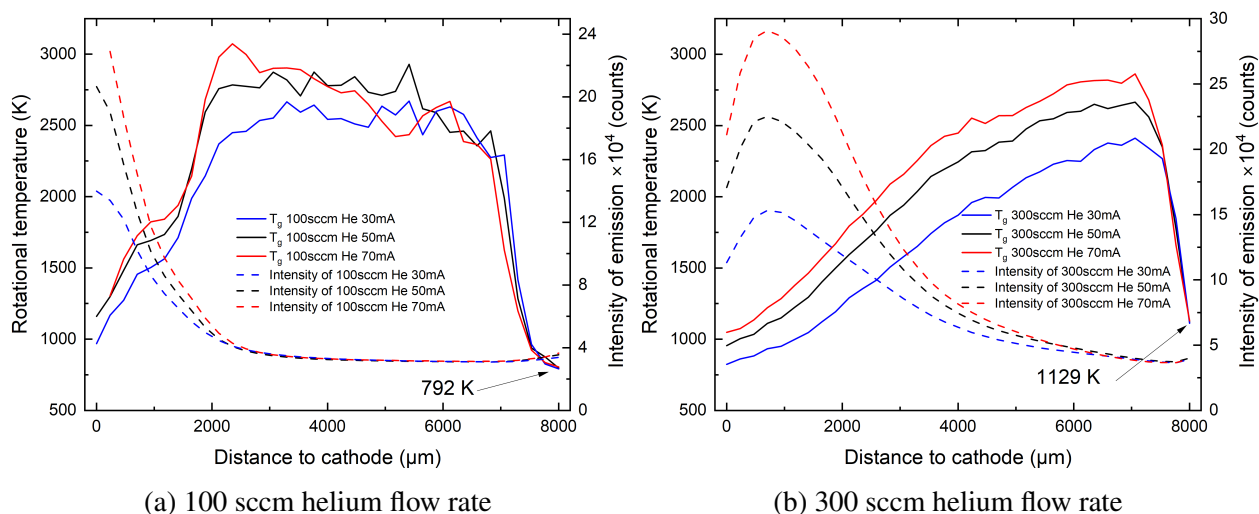 3000
2500
2000
1500
1000
500
Rotational temperature (K)
24
22
20
18
16
14
12
10
8
6
4
2
0
Intensity of emission ×10⁴ (counts)
T_g 100sccm He 30mA
T_g 100sccm He 50mA
T_g 100sccm He 70mA
Intensity of 100sccm He 30mA
Intensity of 100sccm He 50mA
Intensity of 100sccm He 70mA
792 K
0 2000 4000 6000 8000
Distance to cathode (µm)
(a) 100 sccm helium flow rate
3000
2500
2000
1500
1000
500
Rotational temperature (K)
30
25
20
15
10
5
0
Intensity of emission ×10⁴ (counts)
T_g 300sccm He 30mA
T_g 300sccm He 50mA
T_g 300sccm He 70mA
Intensity of 300sccm He 30mA
Intensity of 300sccm He 50mA
Intensity of 300sccm He 70mA
1129 K
0 2000 4000 6000 8000
Distance to cathode (µm)
(b) 300 sccm helium flow rate